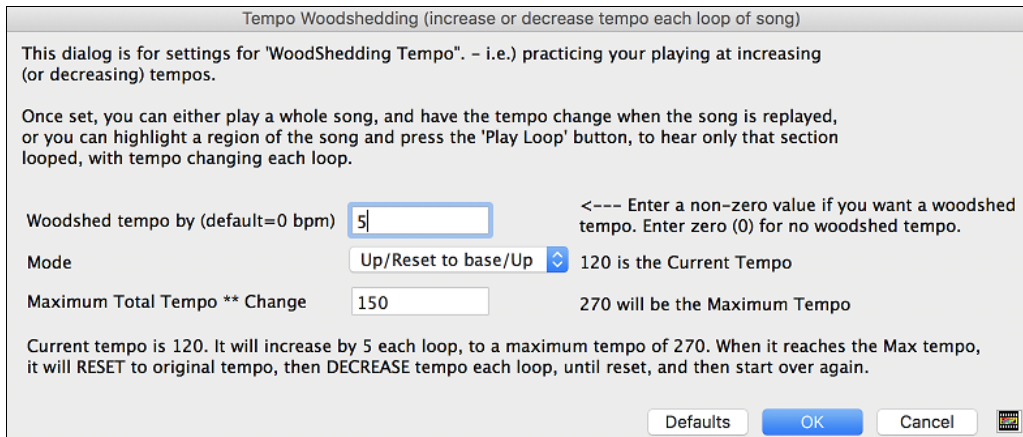 Tempo Woodshedding (increase or decrease tempo each loop of song)
This dialog is for settings for 'WoodShedding Tempo". – i.e.) practicing your playing at increasing
(or decreasing) tempos.
Once set, you can either play a whole song, and have the tempo change when the song is replayed,
or you can highlight a region of the song and press the 'Play Loop' button, to hear only that section
looped, with tempo changing each loop.
Woodshed tempo by (default=0 bpm) 5 <--- Enter a non-zero value if you want a woodshed
tempo. Enter zero (0) for no woodshed tempo.
Mode Up/Reset to base/Up 120 is the Current Tempo
Maximum Total Tempo ** Change 150 270 will be the Maximum Tempo
Current tempo is 120. It will increase by 5 each loop, to a maximum tempo of 270. When it reaches the Max tempo,
it will RESET to original tempo, then DECREASE tempo each loop, until reset, and then start over again.
Defaults OK Cancel